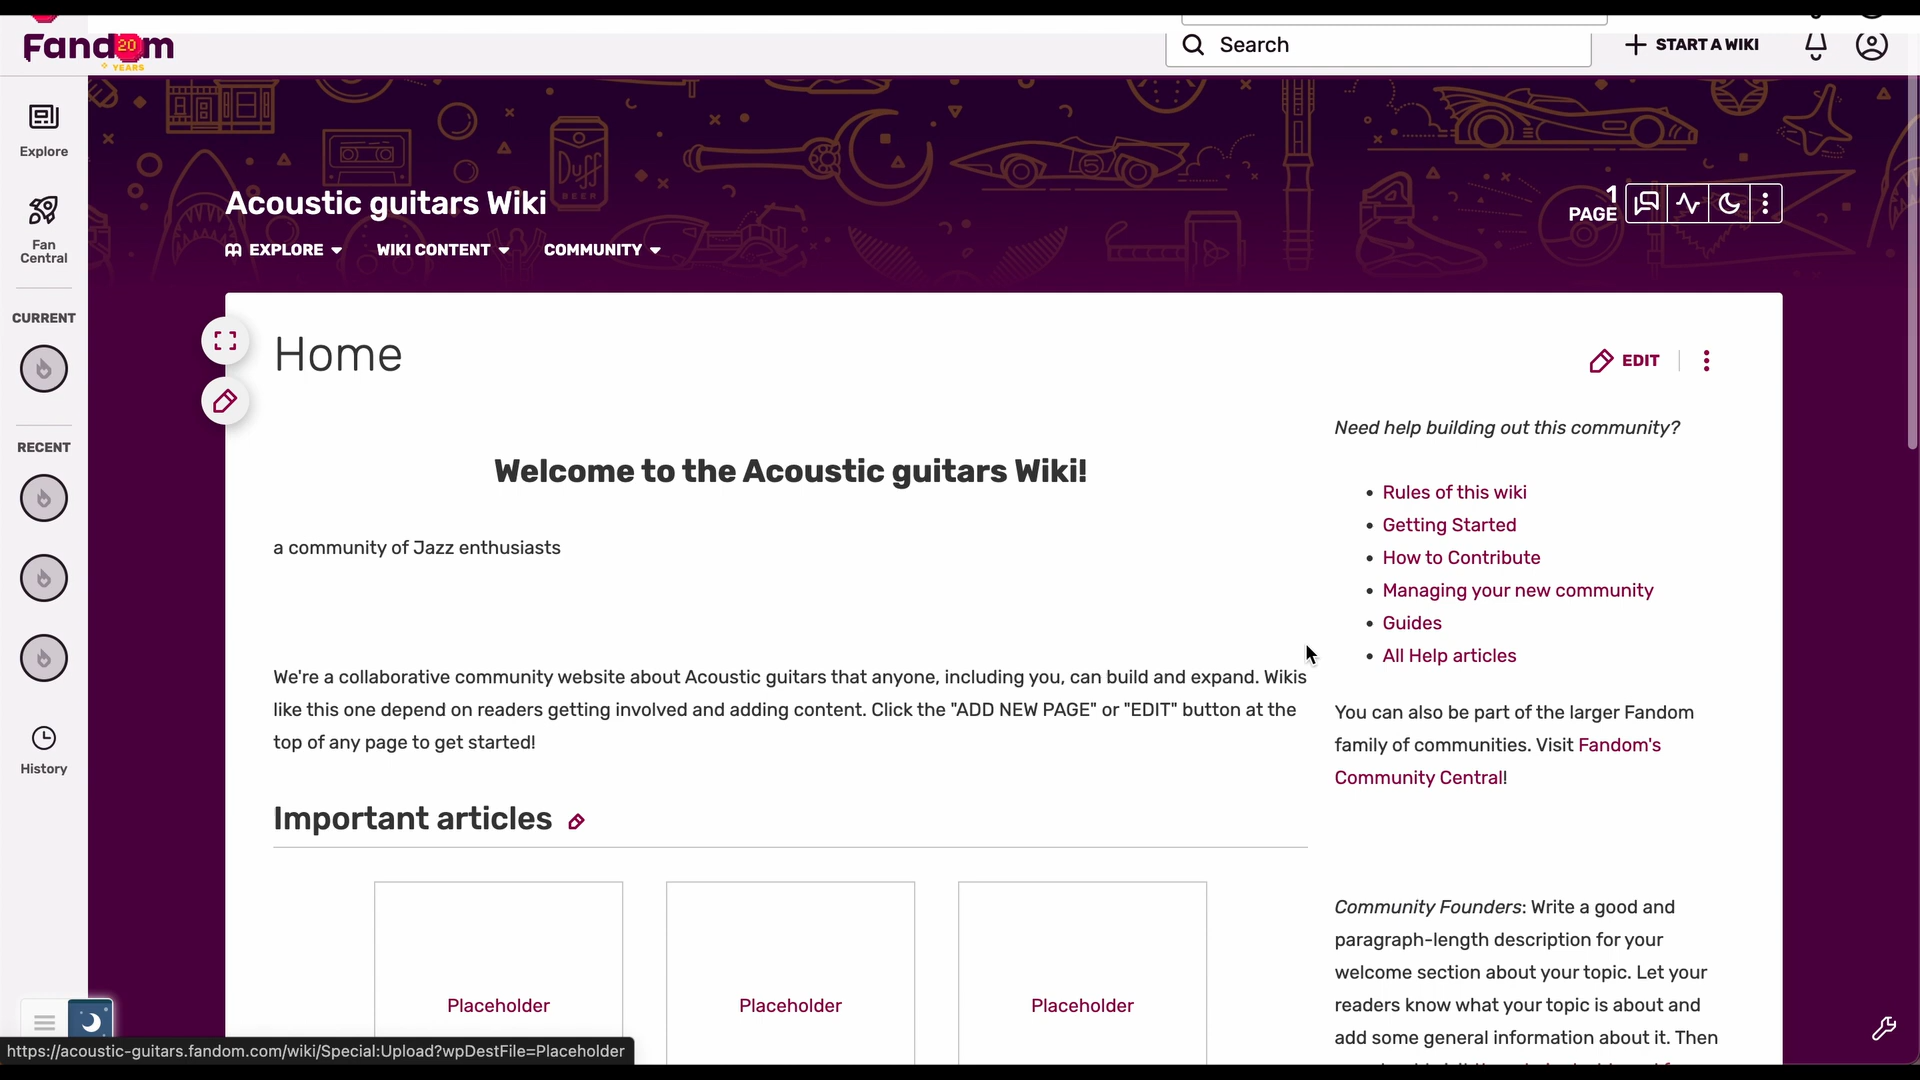 Fandom
20
YEARS
Search
START A WIKI
Explore
Fan
Central
CURRENT
RECENT
History
Duff
BEER
5
Acoustic guitars Wiki
1
PAGE
EXPLORE
WIKI CONTENT
COMMUNITY
Home
EDIT
Welcome to the Acoustic guitars Wiki!
a community of Jazz enthusiasts
We're a collaborative community website about Acoustic guitars that anyone, including you, can build and expand. Wikis
like this one depend on readers getting involved and adding content. Click the "ADD NEW PAGE" or "EDIT" button at the
top of any page to get started!
Important articles
Placeholder
Placeholder
Placeholder
Need help building out this community?
• Rules of this wiki
• Getting Started
• How to Contribute
• Managing your new community
• Guides
• All Help articles
You can also be part of the larger Fandom
family of communities. Visit Fandom's
Community Central!
Community Founders: Write a good and
paragraph-length description for your
welcome section about your topic. Let your
readers know what your topic is about and
add some general information about it. Then
https://acoustic-guitars.fandom.com/wiki/Special:Upload?wpDestFile=Placeholder